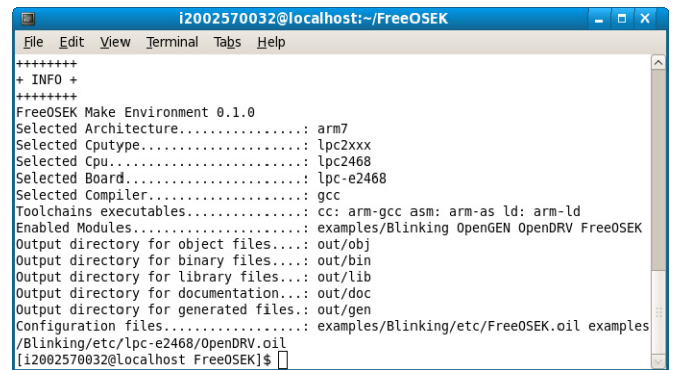 i2002570032@localhost:~/FreeOSEK
File Edit View Terminal Tabs Help
++++++++
+ INFO +
++++++++
FreeOSEK Make Environment 0.1.0
Selected Architecture................: arm7
Selected Cputype.....................: lpc2xxx
Selected Cpu.........................: lpc2468
Selected Board.......................: lpc-e2468
Selected Compiler....................: gcc
Toolchains executables...............: cc: arm-gcc asm: arm-as ld: arm-ld
Enabled Modules......................: examples/Blinking OpenGEN OpenDRV FreeOSEK
Output directory for object files....: out/obj
Output directory for binary files....: out/bin
Output directory for library files...: out/lib
Output directory for documentation...: out/doc
Output directory for generated files.: out/gen
Configuration files..................: examples/Blinking/etc/FreeOSEK.oil examples
/Blinking/etc/lpc-e2468/OpenDRV.oil
[i2002570032@localhost FreeOSEK]$